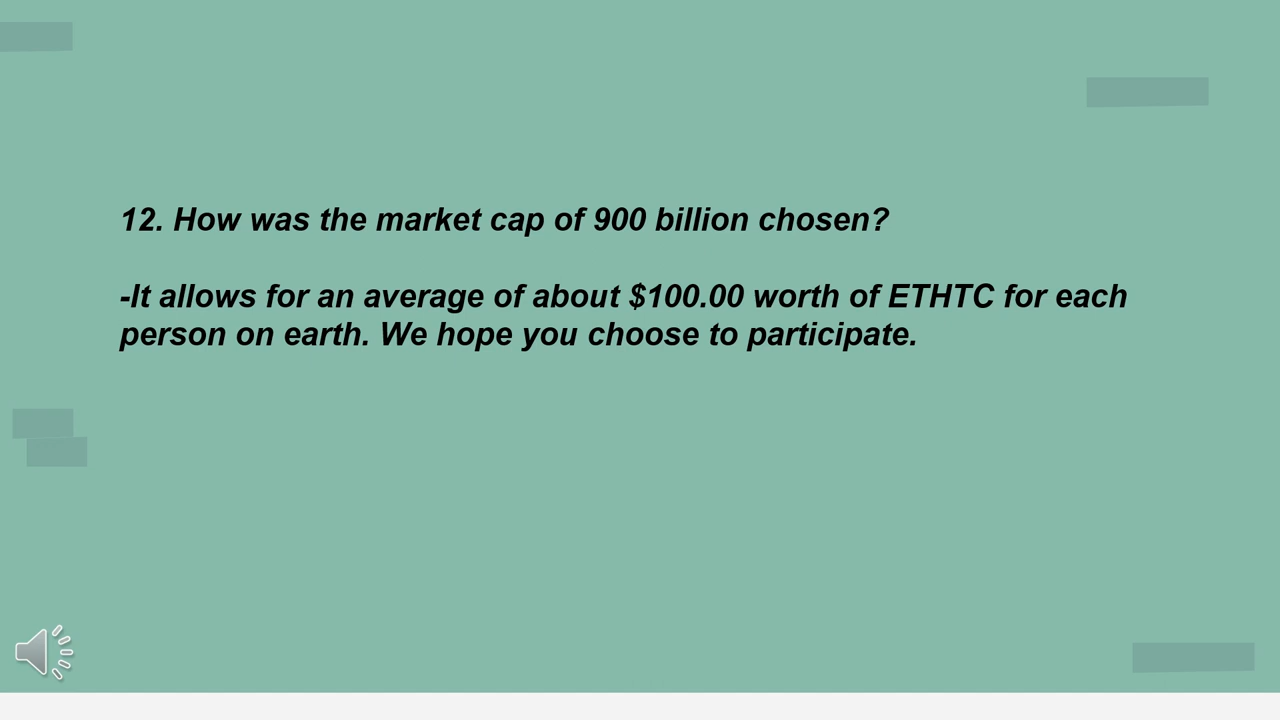 12. How was the market cap of 900 billion chosen?
-It allows for an average of about $100.00 worth of ETHTC for each
person on earth. We hope you choose to participate.